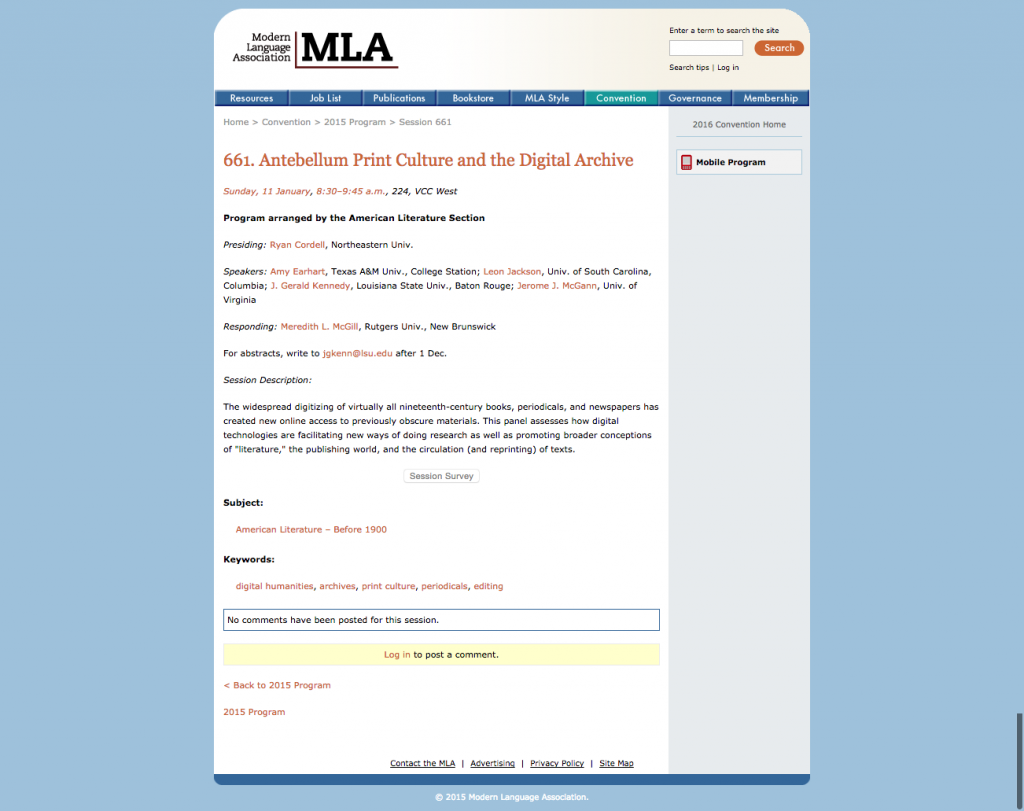 Modern
Language
Association
MLA
Enter a term to search the site
Search
Search tips | Log in
Resources Job List Publications Bookstore MLA Style Convention Governance Membership
Home > Convention > 2015 Program > Session 661
2016 Convention Home
Mobile Program
661. Antebellum Print Culture and the Digital Archive
Sunday, 11 January, 8:30–9:45 a.m., 224, VCC West
Program arranged by the American Literature Section
Presiding: Ryan Cordell, Northeastern Univ.
Speakers: Amy Earhart, Texas A&M Univ., College Station; Leon Jackson, Univ. of South Carolina,
Columbia; J. Gerald Kennedy, Louisiana State Univ., Baton Rouge; Jerome J. McGann, Univ. of
Virginia
Responding: Meredith L. McGill, Rutgers Univ., New Brunswick
For abstracts, write to jgkenn@lsu.edu after 1 Dec.
Session Description:
The widespread digitizing of virtually all nineteenth-century books, periodicals, and newspapers has
created new online access to previously obscure materials. This panel assesses how digital
technologies are facilitating new ways of doing research as well as promoting broader conceptions
of "literature," the publishing world, and the circulation (and reprinting) of texts.
Session Survey
Subject:
American Literature – Before 1900
Keywords:
digital humanities, archives, print culture, periodicals, editing
No comments have been posted for this session.
Log in to post a comment.
< Back to 2015 Program
2015 Program
Contact the MLA | Advertising | Privacy Policy | Site Map
© 2015 Modern Language Association.